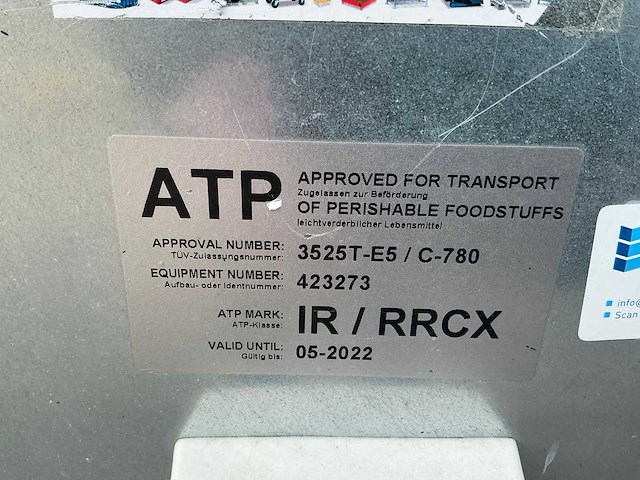 ATP
APPROVED FOR TRANSPORT
Zugelassen zur Beförderung
OF PERISHABLE FOODSTUFFS
leichtverderblicher Lebensmittel
APPROVAL NUMBER: 3525T-E5 / C-780
TÜV-Zulassungsnummer:
EQUIPMENT NUMBER: 423273
Aufbau- oder Identnummer:
ATP MARK: IR / RRCX
ATP-Klasse:
VALID UNTIL: 05-2022
Gültig bis:
info@
Scan